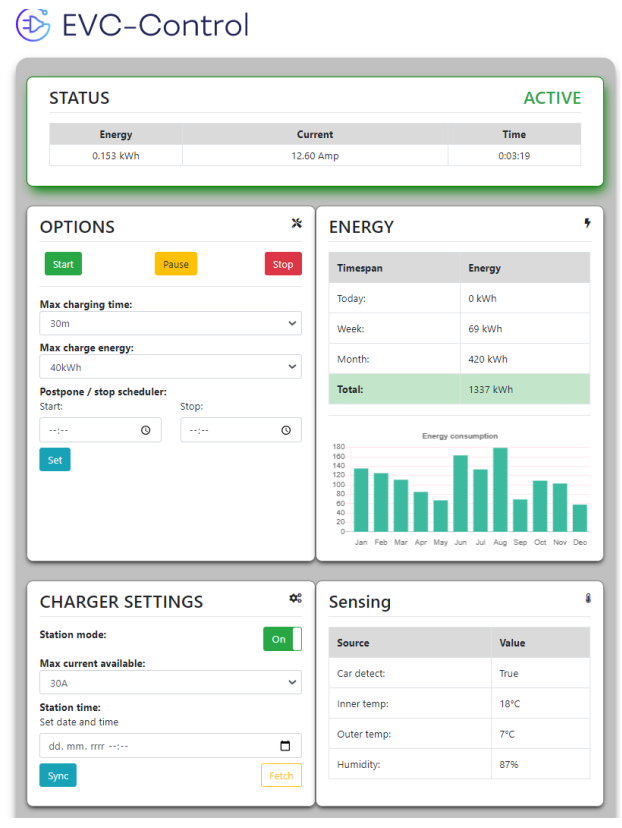 EVC-Control
STATUS
ACTIVE
Energy Current Time
0.153 kWh 12.60 Amp 0:03:19
OPTIONS
Start Pause Stop
Max charging time:
30m
Max charge energy:
40kWh
Postpone / stop scheduler:
Start: Stop:
--:-- --:--
Set
ENERGY
Timespan Energy
Today: 0 kWh
Week: 69 kWh
Month: 420 kWh
Total: 1337 kWh
Energy consumption
180
160
140
120
100
80
60
40
20
0
Jan Feb Mar Apr May Jun Jul Aug Sep Oct Nov Dec
CHARGER SETTINGS
Station mode: On
Max current available:
30A
Station time:
Set date and time
dd. mm. rrrr --:--
Sync Fetch
Sensing
Source Value
Car detect: True
Inner temp: 18°C
Outer temp: 7°C
Humidity: 87%